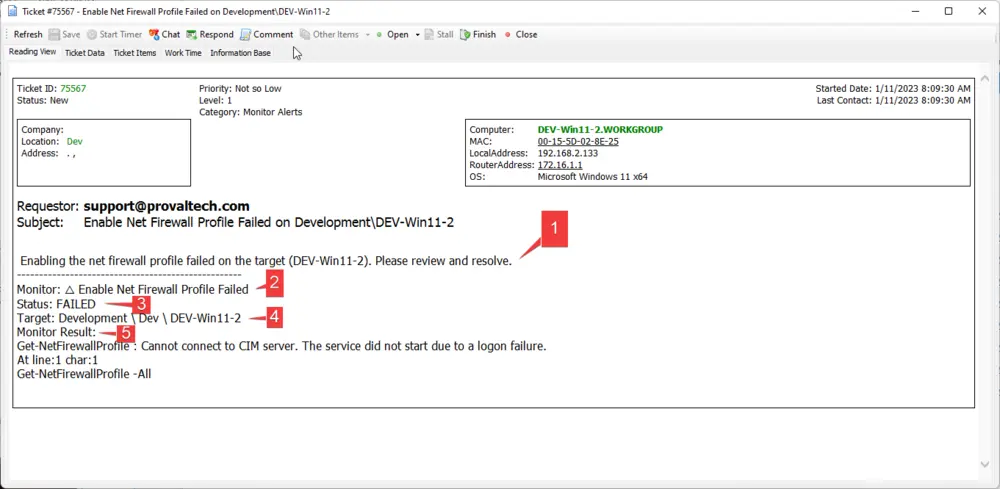 Ticket #75567 - Enable Net Firewall Profile Failed on Development\DEV-Win11-2
Refresh Save Start Timer Chat Respond Comment Other Items Open Stall Finish Close
Reading View Ticket Data Ticket Items Work Time Information Base
Ticket ID: 75567 Priority: Not so Low Started Date: 1/11/2023 8:09:30 AM
Status: New Level: 1 Last Contact: 1/11/2023 8:09:30 AM
Category: Monitor Alerts
Company: Computer: DEV-Win11-2.WORKGROUP
Location: Dev MAC: 00-15-5D-02-8E-25
Address: . , LocalAddress: 192.168.2.133
RouterAddress: 172.16.1.1
OS: Microsoft Windows 11 x64
Requestor: support@provaltech.com
Subject: Enable Net Firewall Profile Failed on Development\DEV-Win11-2
1
Enabling the net firewall profile failed on the target (DEV-Win11-2). Please review and resolve.
--------------------------------------------------
Monitor: △ Enable Net Firewall Profile Failed 2
Status: FAILED 3
Target: Development \ Dev \ DEV-Win11-2 4
Monitor Result: 5
Get-NetFirewallProfile : Cannot connect to CIM server. The service did not start due to a logon failure.
At line:1 char:1
Get-NetFirewallProfile -All